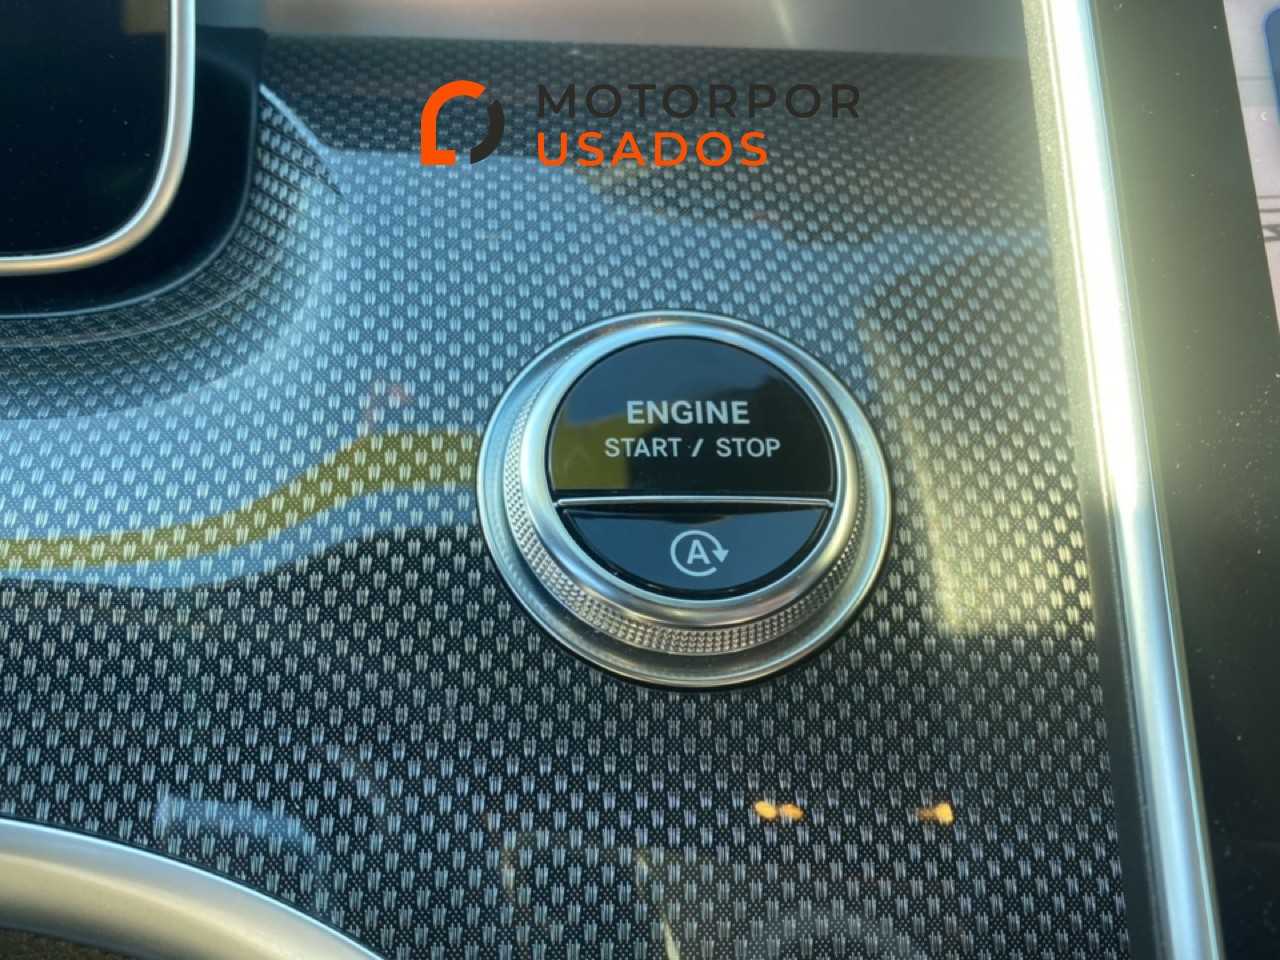 MOTORPOR
USADOS
ENGINE
START / STOP
A